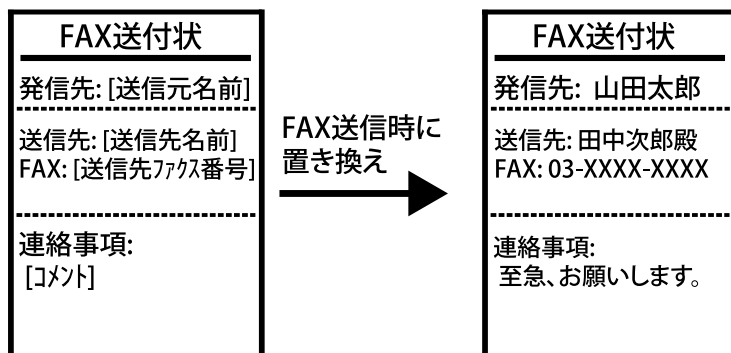 FAX送付状
発信先: [送信元名前]
送信先: [送信先名前]
FAX: [送信先ﾌｧｸｽ番号]
連絡事項:
[ｺﾒﾝﾄ]
FAX送信時に
置き換え
FAX送付状
発信先: 山田太郎
送信先: 田中次郎殿
FAX: 03-XXXX-XXXX
連絡事項:
至急、お願いします。